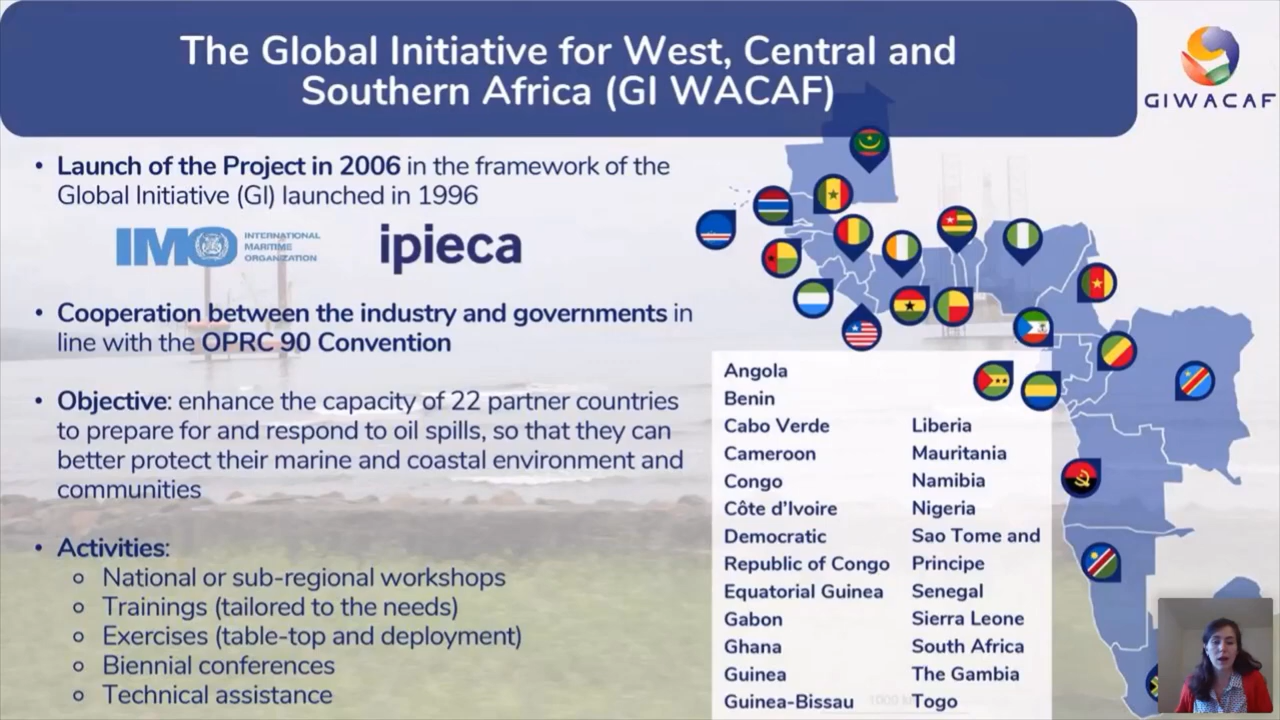 The Global Initiative for West, Central and
Southern Africa (GI WACAF)
GIWACAF
• Launch of the Project in 2006 in the framework of the
Global Initiative (GI) launched in 1996
IMO INTERNATIONAL
MARITIME
ORGANIZATION
ipieca
• Cooperation between the industry and governments in
line with the OPRC 90 Convention
• Objective: enhance the capacity of 22 partner countries
to prepare for and respond to oil spills, so that they can
better protect their marine and coastal environment and
communities
• Activities:
o National or sub-regional workshops
o Trainings (tailored to the needs)
o Exercises (table-top and deployment)
o Biennial conferences
o Technical assistance
Angola
Benin
Cabo Verde
Cameroon
Congo
Côte d'Ivoire
Democratic
Republic of Congo
Equatorial Guinea
Gabon
Ghana
Guinea
Guinea-Bissau
Liberia
Mauritania
Namibia
Nigeria
Sao Tome and
Principe
Senegal
Sierra Leone
South Africa
The Gambia
Togo